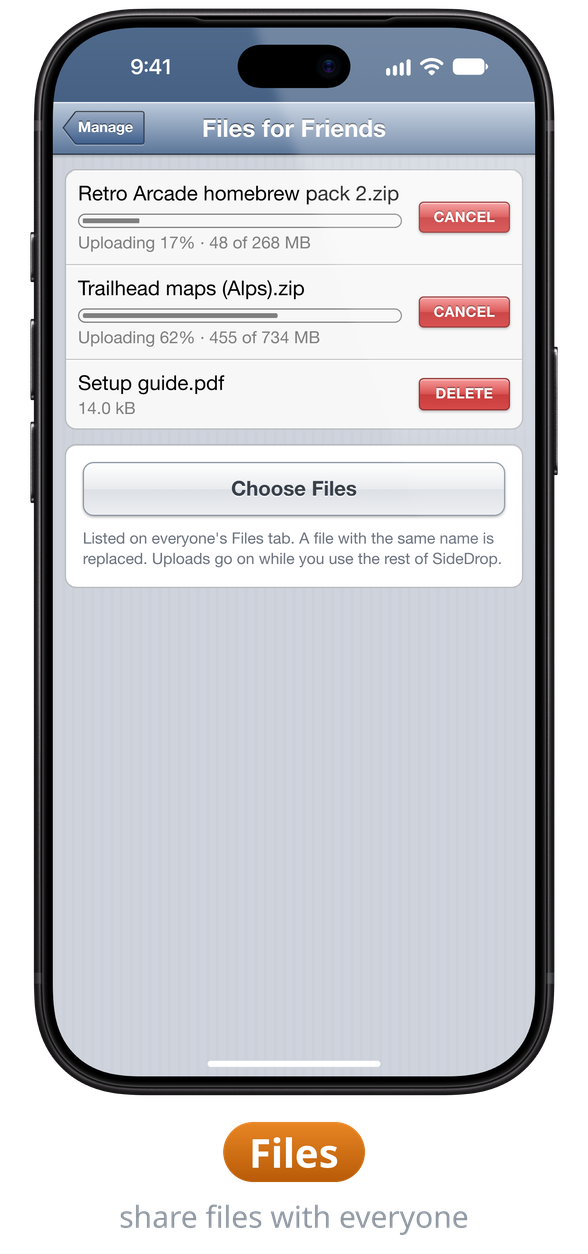 9:41
Manage
Files for Friends
Retro Arcade homebrew pack 2.zip
Uploading 17% · 48 of 268 MB
CANCEL
Trailhead maps (Alps).zip
Uploading 62% · 455 of 734 MB
CANCEL
Setup guide.pdf
14.0 kB
DELETE
Choose Files
Listed on everyone's Files tab. A file with the same name is
replaced. Uploads go on while you use the rest of SideDrop.
Files
share files with everyone